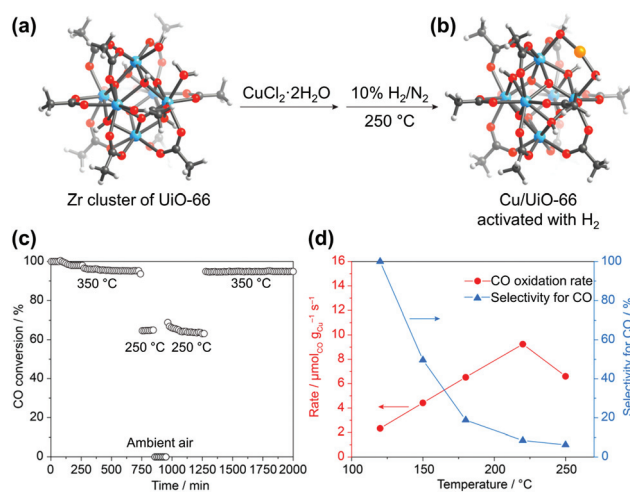 (a)
(b)
CuCl₂·2H₂O
10% H₂/N₂
250 °C
Zr cluster of UiO-66
Cu/UiO-66
activated with H₂
(c)
100
80
60
40
20
0
CO conversion / %
350 °C
350 °C
250 °C
250 °C
Ambient air
0 250 500 750 1000 1250 1500 1750 2000
Time / min
(d)
16
14
12
10
8
6
4
2
Rate / μmol_CO g_Cu⁻¹ s⁻¹
CO oxidation rate
Selectivity for CO
100
80
60
40
20
0
Selectivity for CO / %
100 150 200 250
Temperature / °C